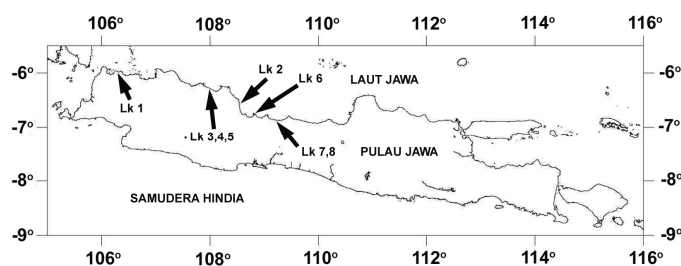 106° 108° 110° 112° 114° 116°
-6°
-7°
-8°
-9°
Lk 2
Lk 6
LAUT JAWA
Lk 1
Lk 3,4,5
Lk 7,8
PULAU JAWA
SAMUDERA HINDIA
-6°
-7°
-8°
-9°
106° 108° 110° 112° 114° 116°